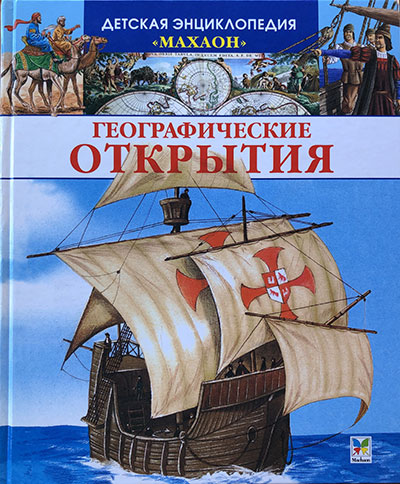 ДЕТСКАЯ ЭНЦИКЛОПЕДИЯ
«МАХАОН»
ГЕОГРАФИЧЕСКИЕ
ОТКРЫТИЯ
Machaon